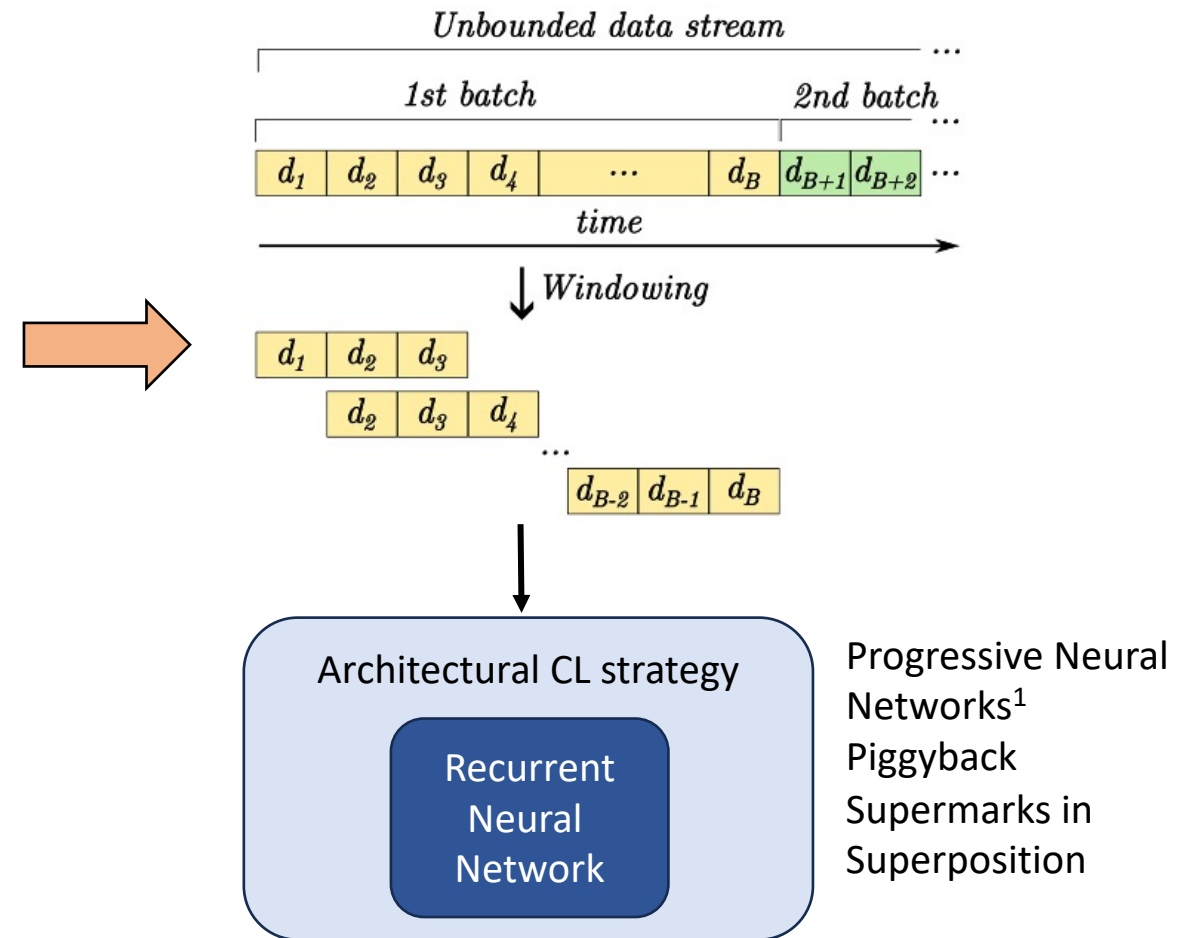 Unbounded data stream
...
1st batch 2nd batch
...
d1 d2 d3 d4 ... dB dB+1 dB+2 ...
time
Windowing
d1 d2 d3
d2 d3 d4
...
dB-2 dB-1 dB
Architectural CL strategy
Recurrent
Neural
Network
Progressive Neural
Networks1
Piggyback
Supermarks in
Superposition